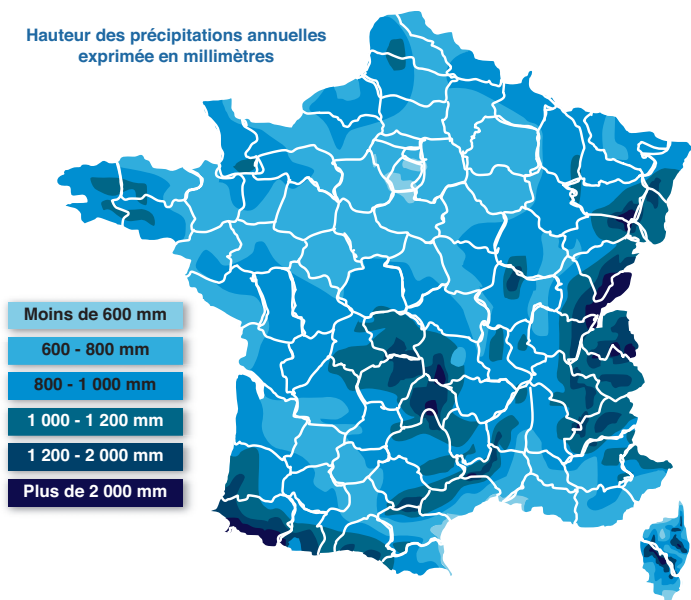 Hauteur des précipitations annuelles
exprimée en millimètres
Moins de 600 mm
600 - 800 mm
800 - 1 000 mm
1 000 - 1 200 mm
1 200 - 2 000 mm
Plus de 2 000 mm